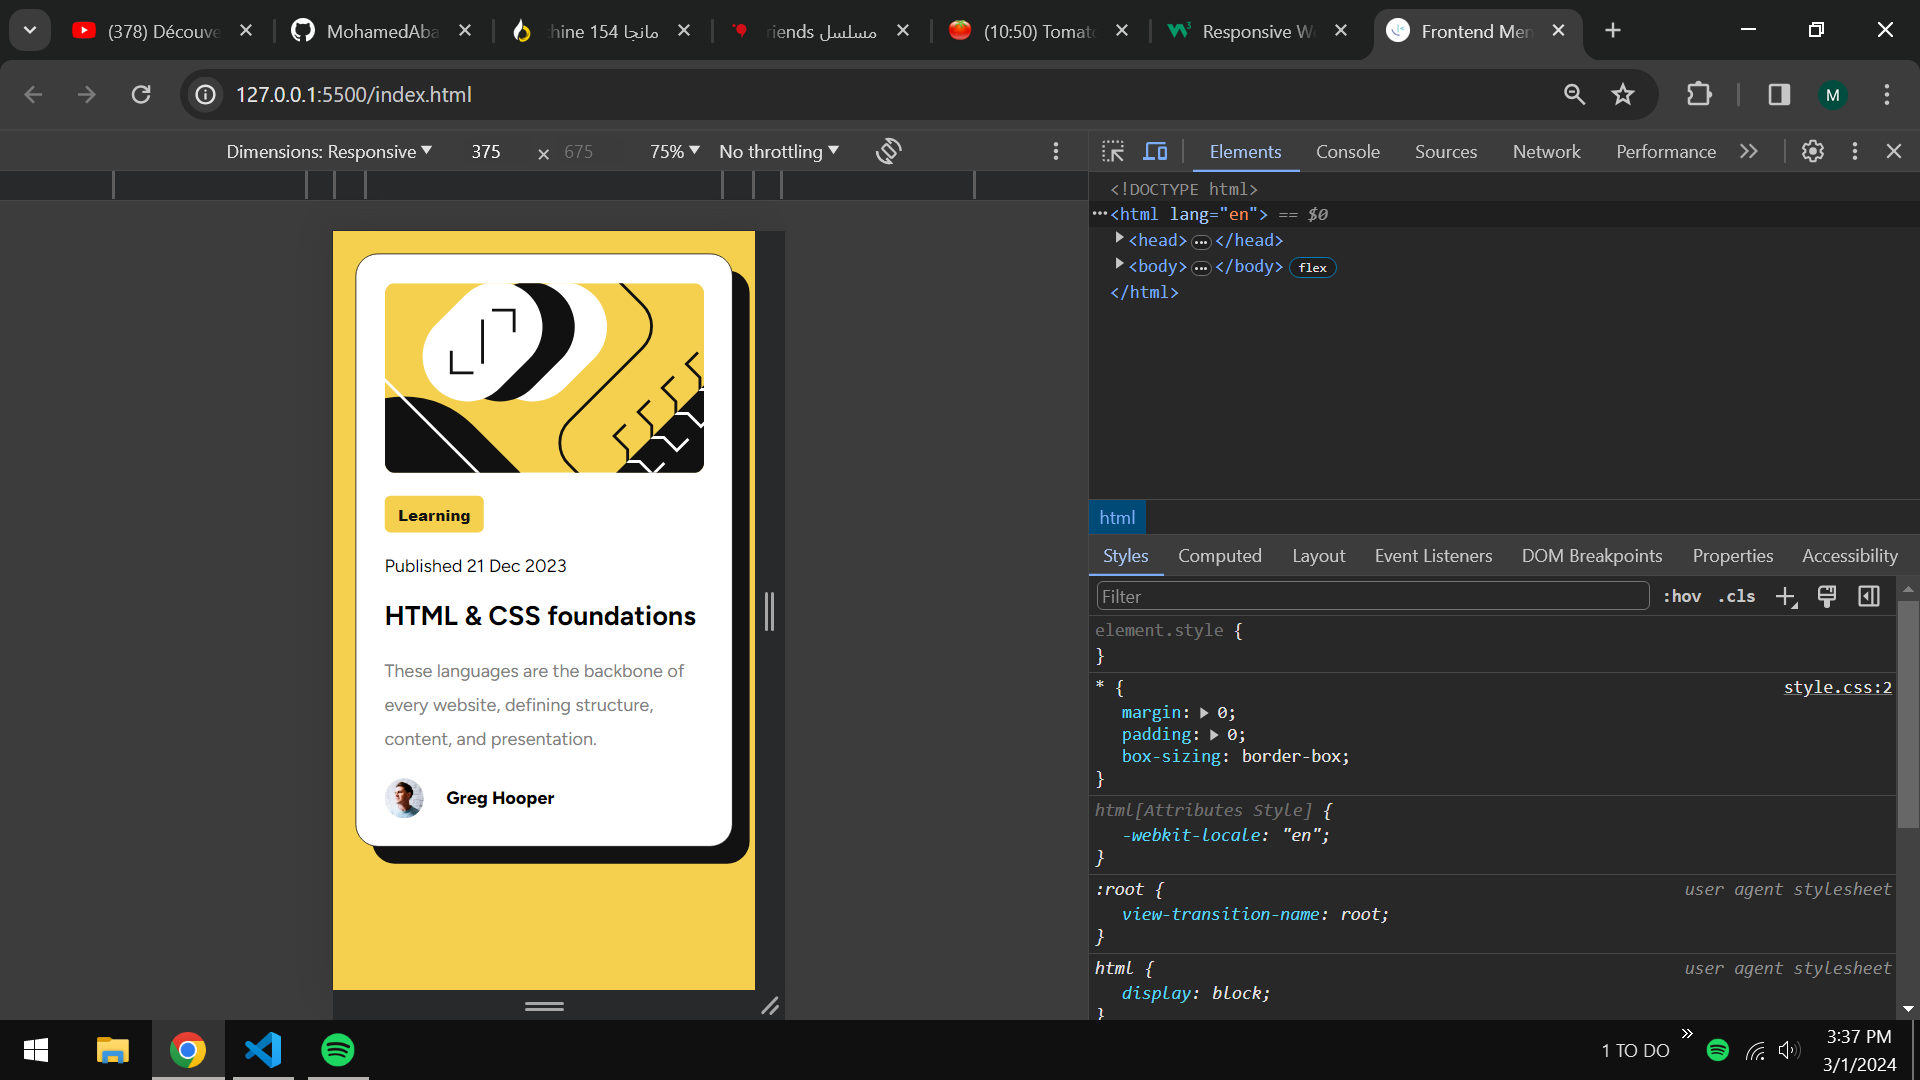 (378) Découve
MohamedAba
hine 154 مانجا
riends مسلسل
(10:50) Tomat
Responsive W
Frontend Men
127.0.0.1:5500/index.html
M
Dimensions: Responsive 375 × 675 75% No throttling
Elements Console Sources Network Performance
<!DOCTYPE html>
<html lang="en"> == $0
<head> </head>
<body> </body> flex
</html>
Learning
Published 21 Dec 2023
HTML & CSS foundations
These languages are the backbone of
every website, defining structure,
content, and presentation.
Greg Hooper
html
Styles Computed Layout Event Listeners DOM Breakpoints Properties Accessibility
Filter :hov .cls
element.style {
}
* { style.css:2
margin: 0;
padding: 0;
box-sizing: border-box;
}
html[Attributes Style] {
-webkit-locale: "en";
}
:root { user agent stylesheet
view-transition-name: root;
}
html { user agent stylesheet
display: block;
}
1 TO DO
3:37 PM
3/1/2024